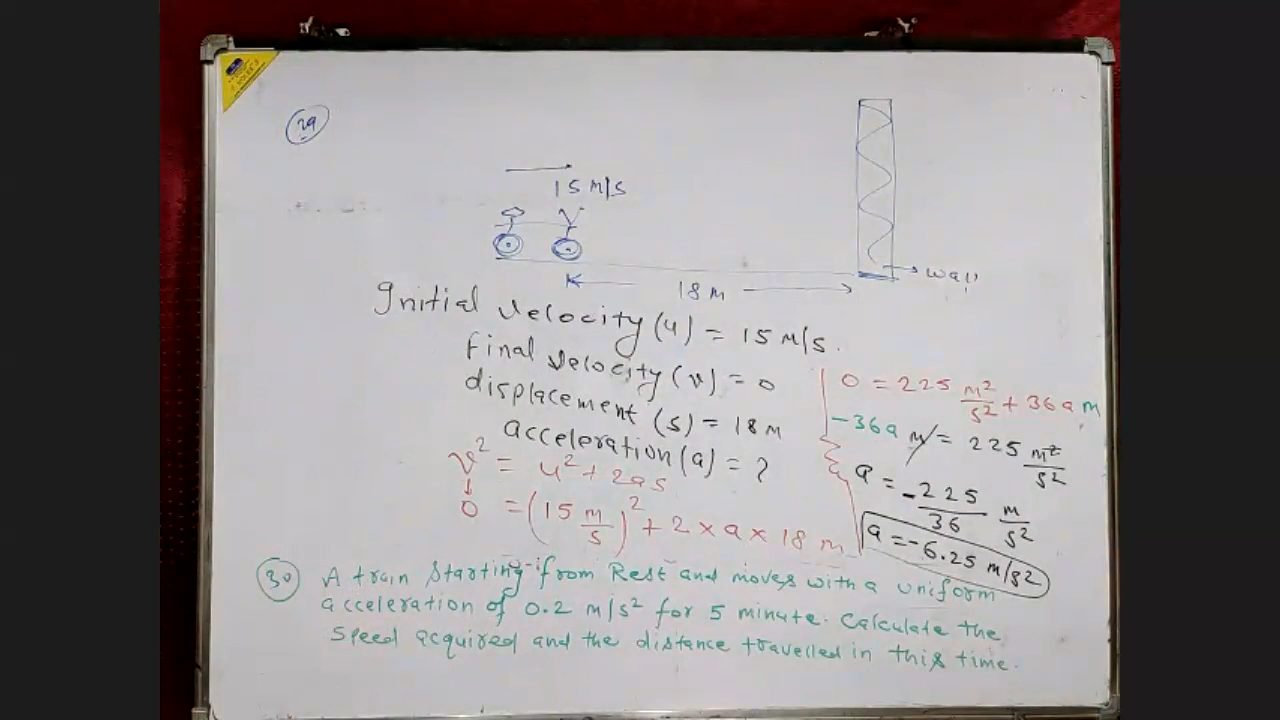 29
15 m/s
wall
18 m
Initial velocity (u) = 15 m/s.
final velocity (v) = 0
displacement (s) = 18 m
acceleration (a) = ?
v² = u² + 2as
0 = (15 m/s)² + 2 × a × 18 m
0 = 225 m²/s² + 36a m
-36a m = 225 m²/s²
a = -225/36 m/s²
a = -6.25 m/s²
30 A train starting from Rest and moves with a uniform
acceleration of 0.2 m/s² for 5 minute. Calculate the
speed acquired and the distance travelled in this time.